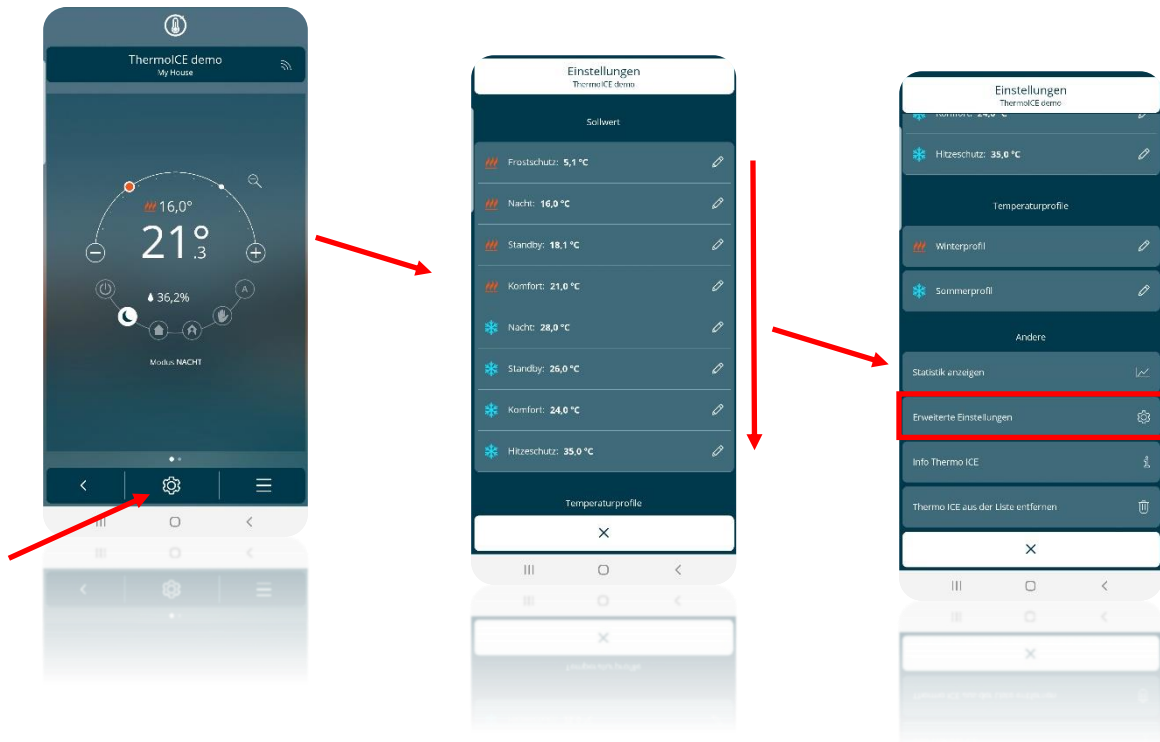 ThermoICE demo
My House
16,0°
21°.3
36,2%
A
Modus NACHT
Einstellungen
ThermoICE demo
Sollwert
Frostschutz: 5,1 °C
Nacht: 16,0 °C
Standby: 18,1 °C
Komfort: 21,0 °C
Nacht: 28,0 °C
Standby: 26,0 °C
Komfort: 24,0 °C
Hitzeschutz: 35,0 °C
Temperaturprofile
Einstellungen
ThermoICE demo
Komfort: 24,0 °C
Hitzeschutz: 35,0 °C
Temperaturprofile
Winterprofil
Sommerprofil
Andere
Statistik anzeigen
Erweiterte Einstellungen
Info Thermo ICE
Thermo ICE aus der Liste entfernen